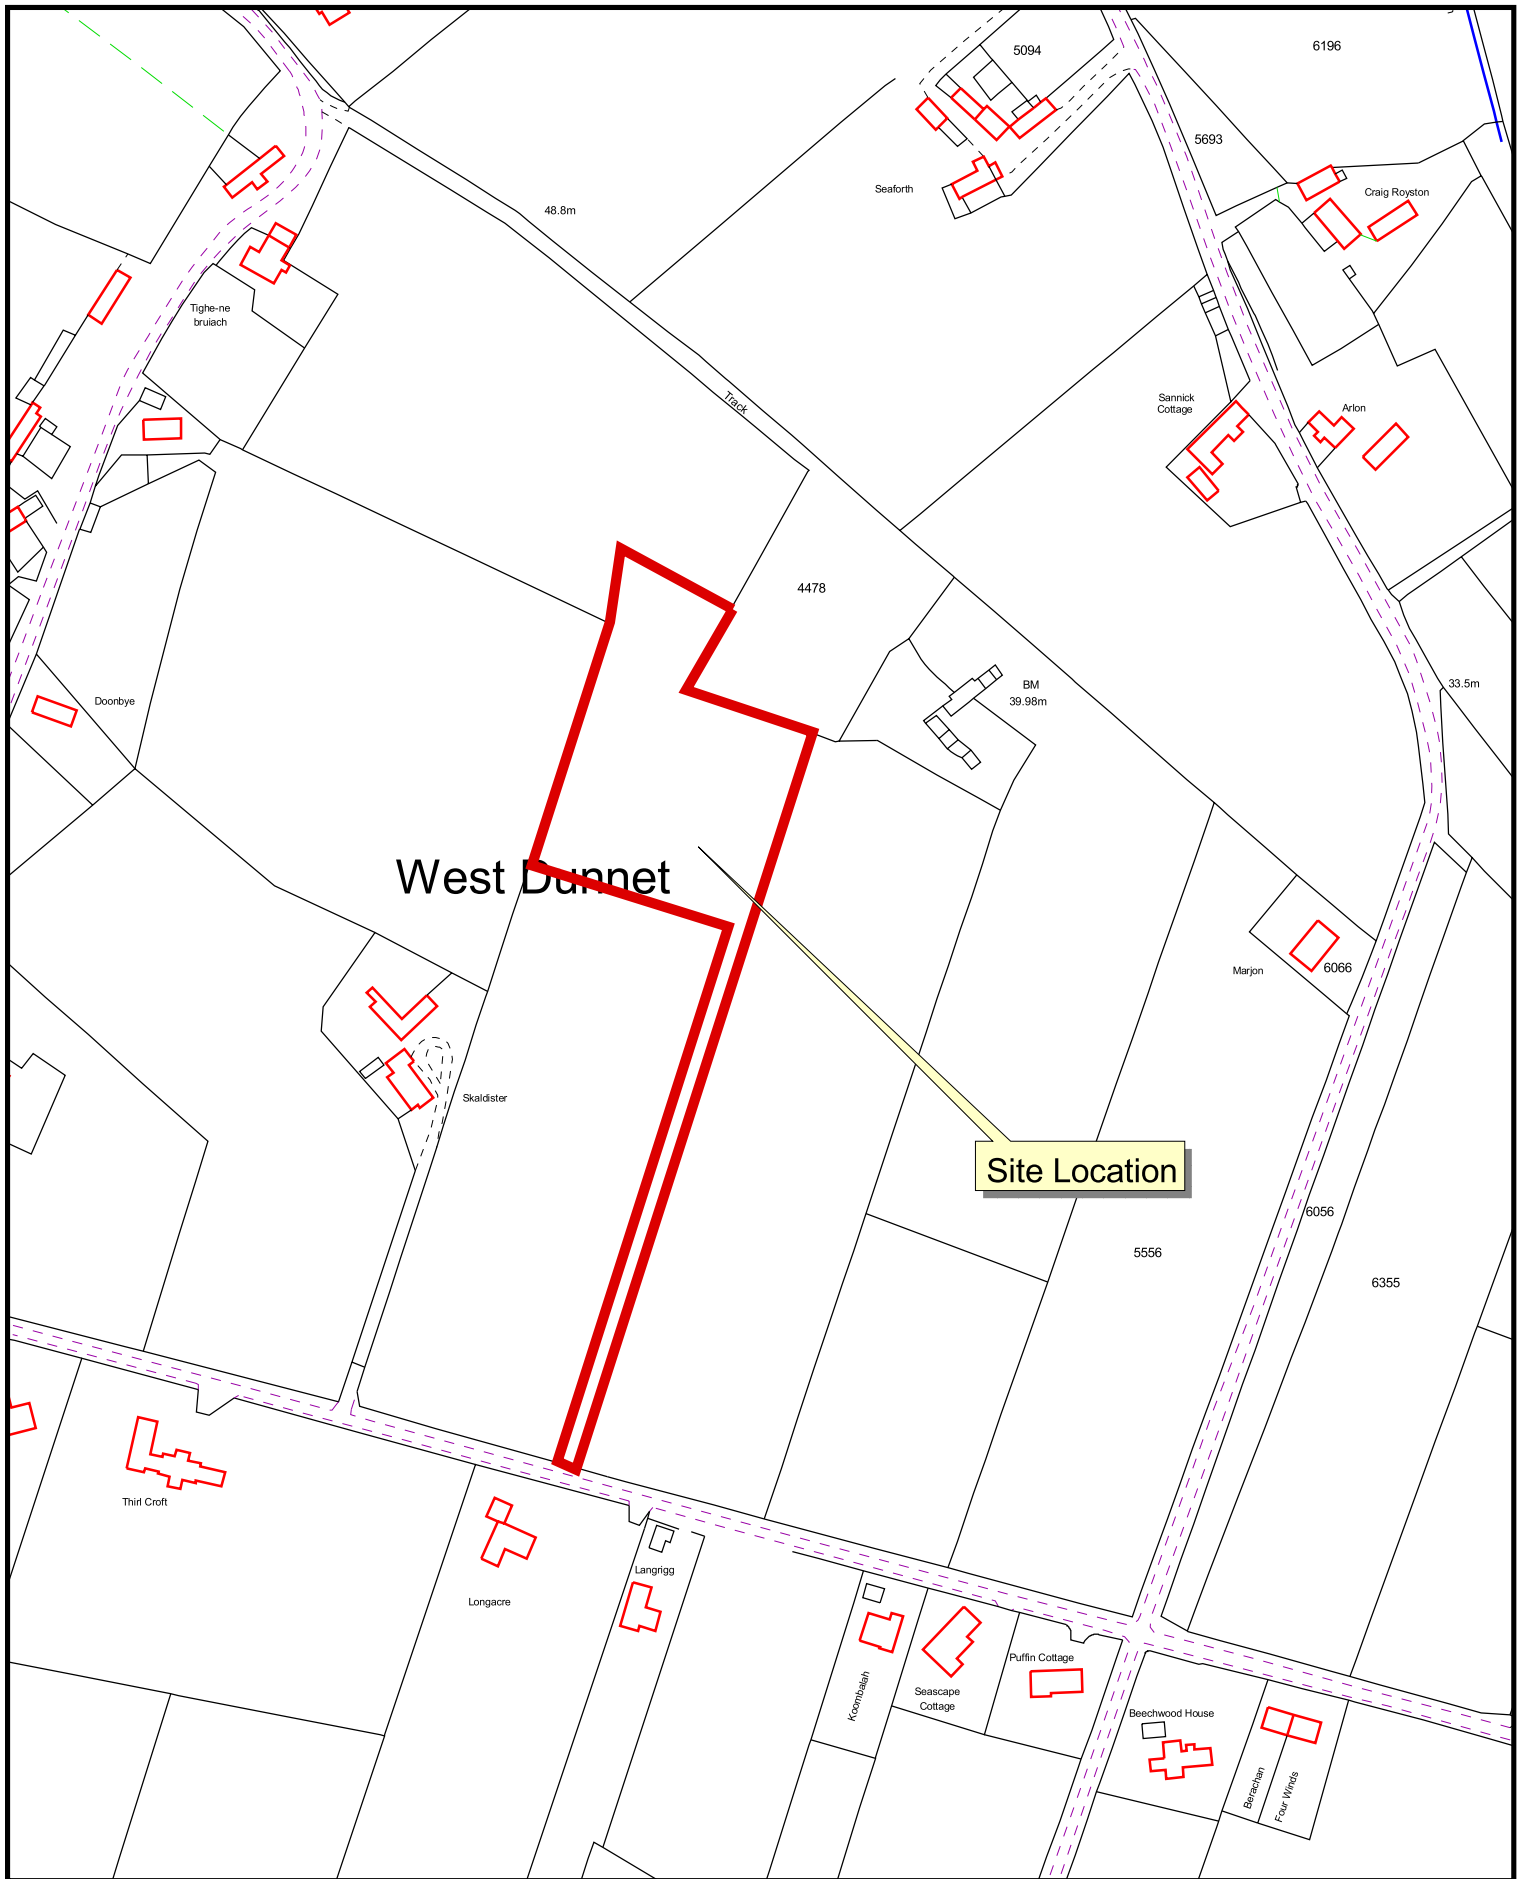 5094
6196
5693
Seaforth
Craig Royston
48.8m
Tighe-ne
bruiach
Track
Sannick
Cottage
Arlon
4478
BM
39.98m
33.5m
Doonbye
West Dunnet
Marjon
6066
Skaldister
Site Location
6056
5556
6355
Thirl Croft
Longacre
Langrigg
Koombalah
Seascape
Cottage
Puffin Cottage
Beechwood House
Berachan
Four Winds